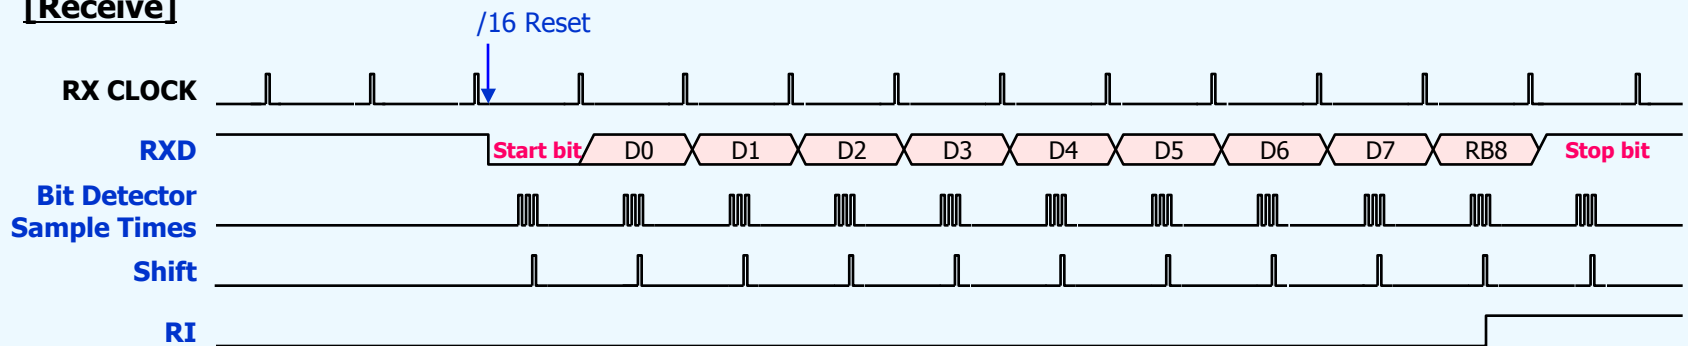 [Receive]
/16 Reset
RX CLOCK
RXD
Start bit D0 D1 D2 D3 D4 D5 D6 D7 RB8 Stop bit
Bit Detector
Sample Times
Shift
RI